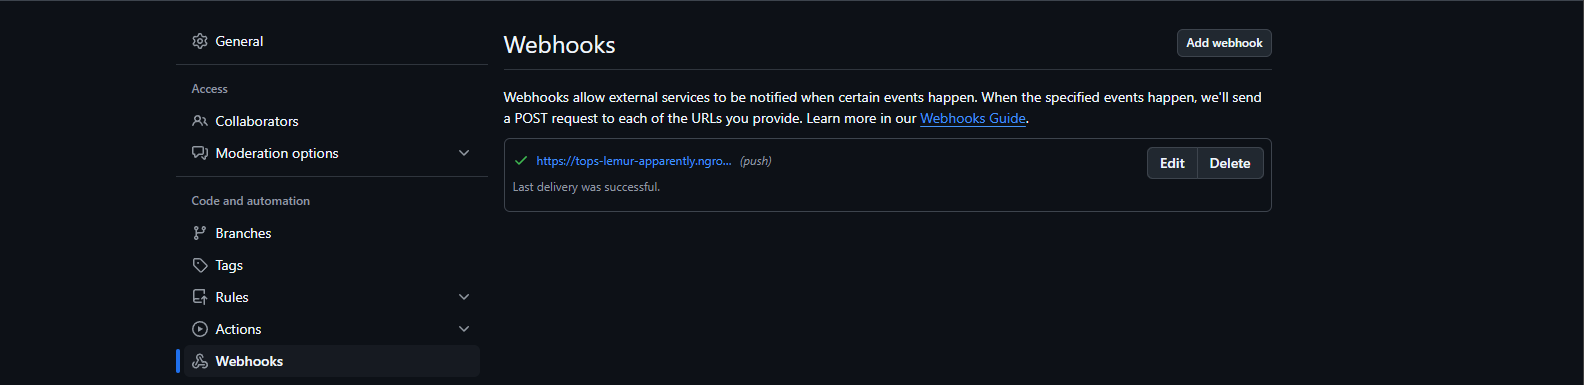 General
Access
Collaborators
Moderation options
Code and automation
Branches
Tags
Rules
Actions
Webhooks
Webhooks
Add webhook
Webhooks allow external services to be notified when certain events happen. When the specified events happen, we'll send
a POST request to each of the URLs you provide. Learn more in our Webhooks Guide.
https://tops-lemur-apparently.ngro... (push)
Edit
Delete
Last delivery was successful.